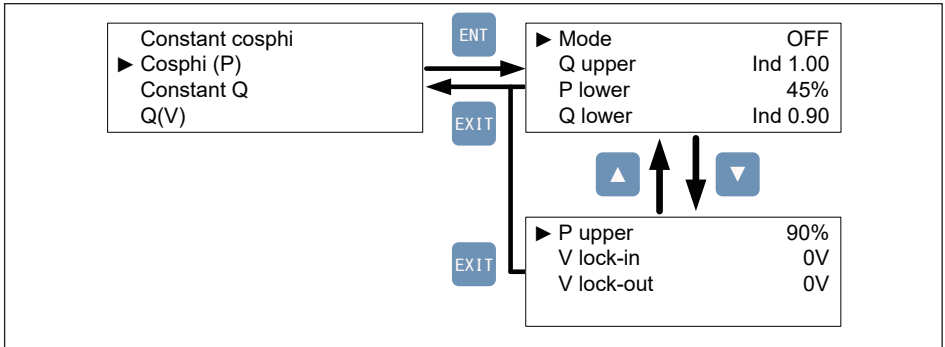 Constant cosphi
► Cosphi (P)
Constant Q
Q(V)
ENT
EXIT
► Mode OFF
Q upper Ind 1.00
P lower 45%
Q lower Ind 0.90
▲ ▼
EXIT
► P upper 90%
V lock-in 0V
V lock-out 0V